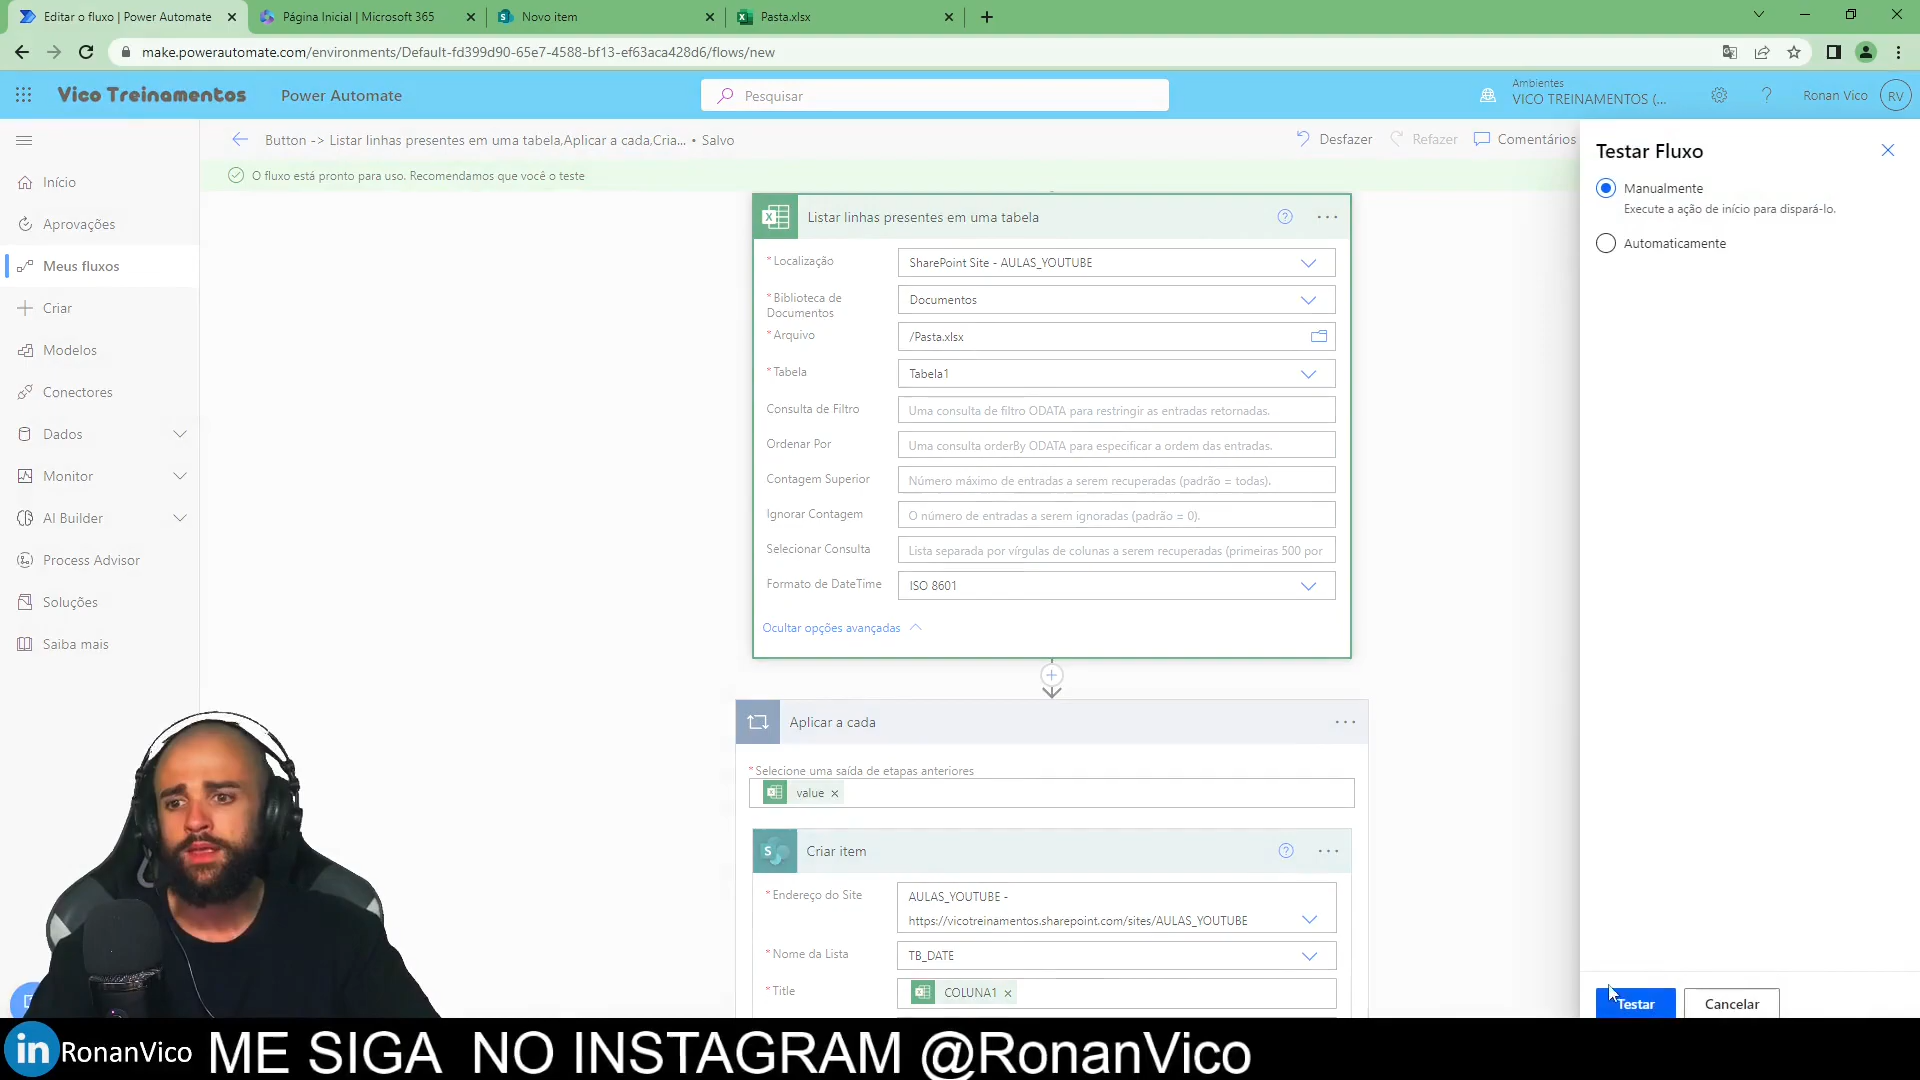 Editar o fluxo | Power Automate
Página Inicial | Microsoft 365
Novo item
Pasta.xlsx
make.powerautomate.com/environments/Default-fd399d90-65e7-4588-bf13-ef63aca428d6/flows/new
Vico Treinamentos
Power Automate
Pesquisar
Ambientes
VICO TREINAMENTOS (...
Ronan Vico
RV
Button -> Listar linhas presentes em uma tabela,Aplicar a cada,Cria... • Salvo
Desfazer
Refazer
Comentários
O fluxo está pronto para uso. Recomendamos que você o teste
Início
Aprovações
Meus fluxos
Criar
Modelos
Conectores
Dados
Monitor
AI Builder
Process Advisor
Soluções
Saiba mais
Listar linhas presentes em uma tabela
* Localização
SharePoint Site - AULAS_YOUTUBE
* Biblioteca de
Documentos
Documentos
* Arquivo
/Pasta.xlsx
* Tabela
Tabela1
Consulta de Filtro
Uma consulta de filtro ODATA para restringir as entradas retornadas.
Ordenar Por
Uma consulta orderBy ODATA para especificar a ordem das entradas.
Contagem Superior
Número máximo de entradas a serem recuperadas (padrão = todas).
Ignorar Contagem
O número de entradas a serem ignoradas (padrão = 0).
Selecionar Consulta
Lista separada por vírgulas de colunas a serem recuperadas (primeiras 500 por
Formato de DateTime
ISO 8601
Ocultar opções avançadas
Aplicar a cada
* Selecione uma saída de etapas anteriores
value
Criar item
* Endereço do Site
AULAS_YOUTUBE -
https://vicotreinamentos.sharepoint.com/sites/AULAS_YOUTUBE
* Nome da Lista
TB_DATE
* Title
COLUNA1
Testar Fluxo
Manualmente
Execute a ação de início para dispará-lo.
Automaticamente
Testar
Cancelar
in RonanVico
ME SIGA NO INSTAGRAM @RonanVico